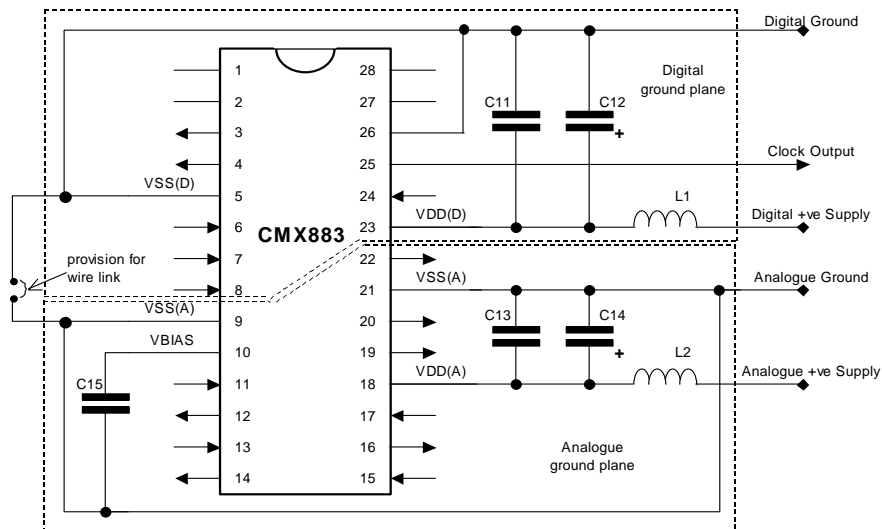 Digital Ground
Digital
ground plane
C11
C12
+
Clock Output
L1
Digital +ve Supply
VDD(D)
VSS(D)
CMX883
provision for
wire link
VSS(A)
VBIAS
C15
VSS(A)
Analogue Ground
C13
C14
+
L2
VDD(A)
Analogue +ve Supply
Analogue
ground plane
1
2
3
4
5
6
7
8
9
10
11
12
13
14
28
27
26
25
24
23
22
21
20
19
18
17
16
15